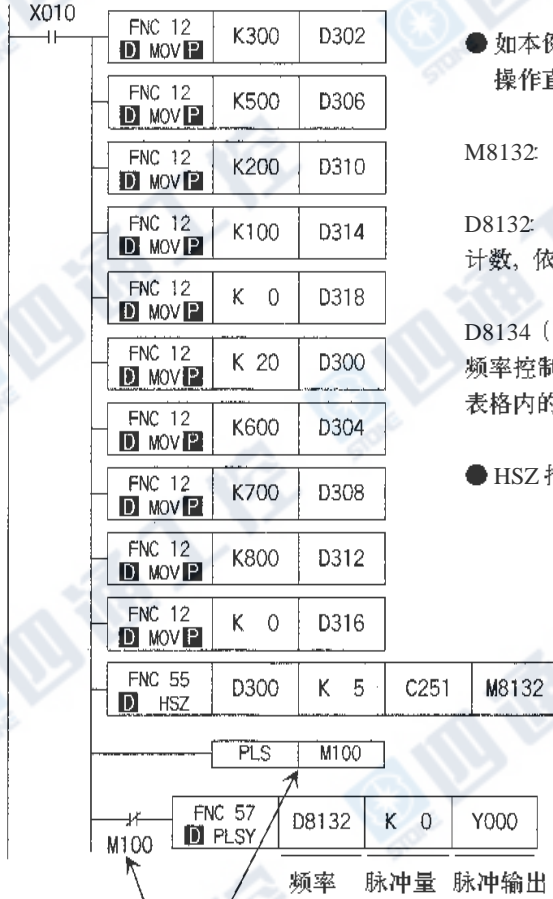 X010
FNC 12 D MOV P K300 D302
FNC 12 D MOV P K500 D306
FNC 12 D MOV P K200 D310
FNC 12 D MOV P K100 D314
FNC 12 D MOV P K 0 D318
FNC 12 D MOV P K 20 D300
FNC 12 D MOV P K600 D304
FNC 12 D MOV P K700 D308
FNC 12 D MOV P K800 D312
FNC 12 D MOV P K 0 D316
FNC 55 D HSZ D300 K 5 C251 M8132
PLS M100
M100 FNC 57 D PLSY D8132 K 0 Y000
频率 脉冲量 脉冲输出
● 如本
操作
M8132:
D8132:
计数, 依
D8134 (
频率控制
表格内的
● HSZ
四通工控
STONE